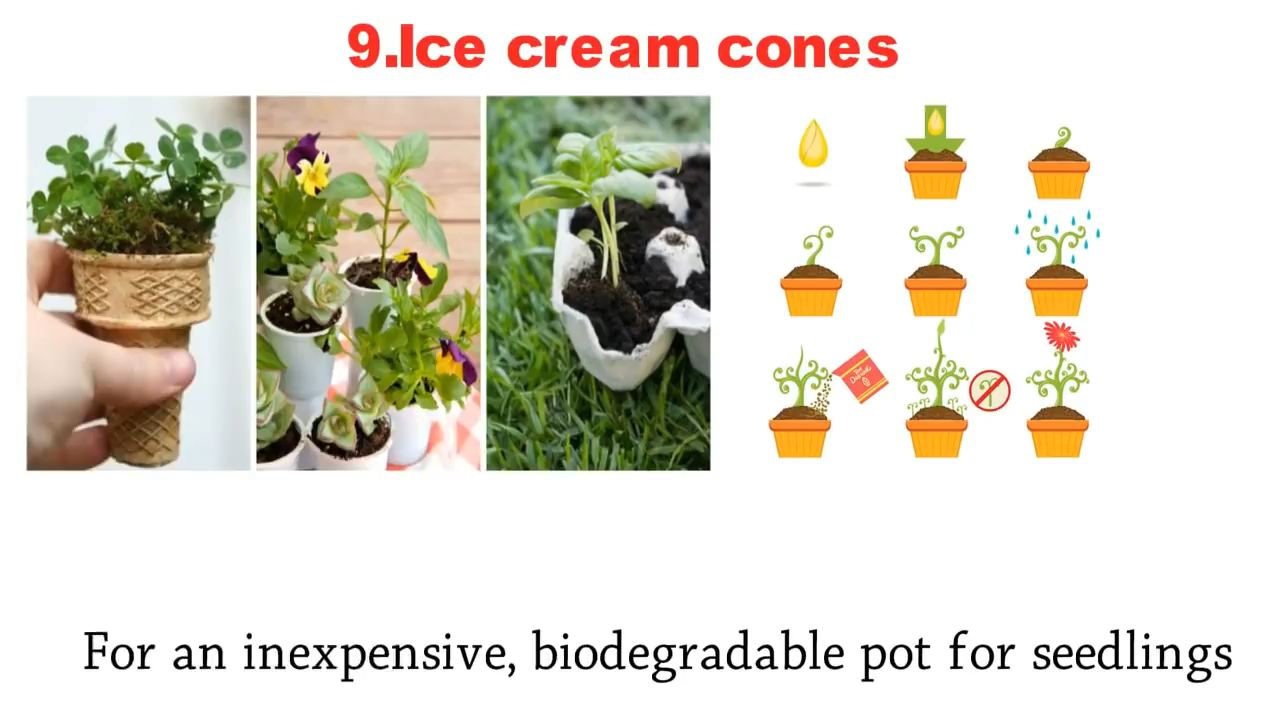 9.Ice cream cones
For an inexpensive, biodegradable pot for seedlings